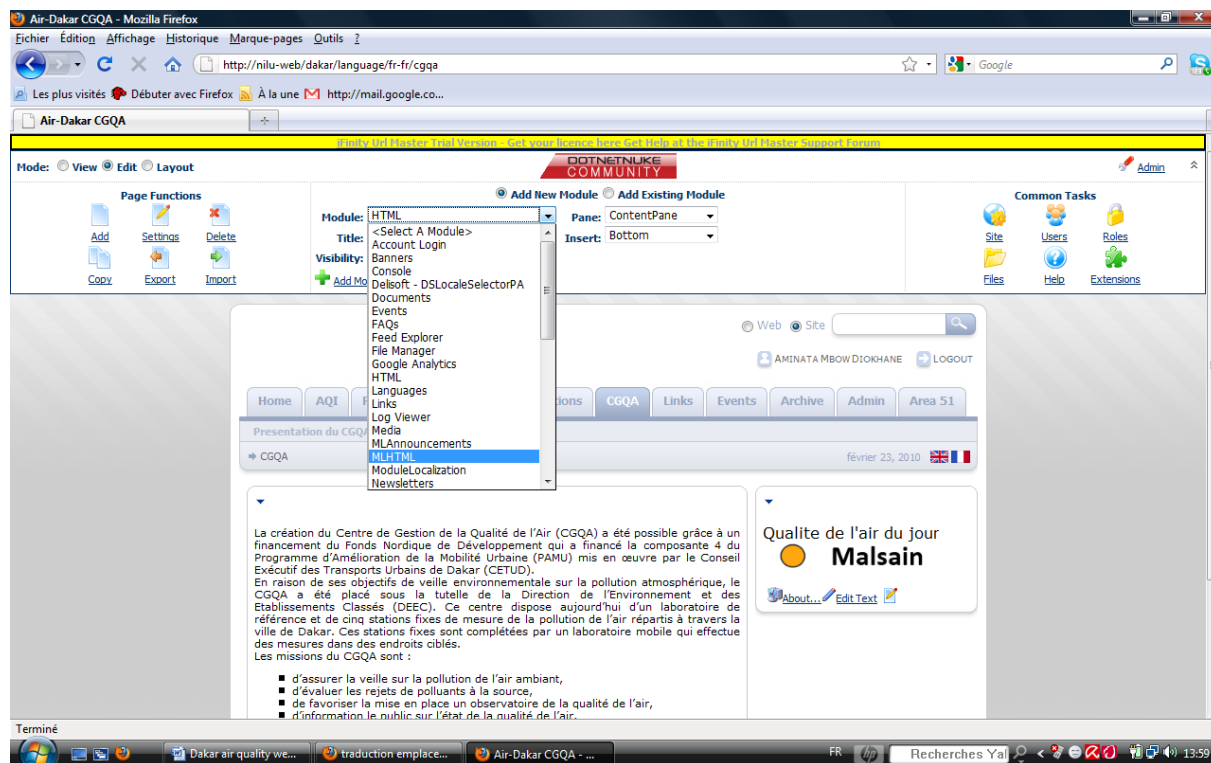 Air-Dakar CGQA - Mozilla Firefox
Fichier Édition Affichage Historique Marque-pages Outils ?
http://nilu-web/dakar/language/fr-fr/cgqa
Google
Les plus visités Débuter avec Firefox À la une http://mail.google.co...
Air-Dakar CGQA
iFinity Url Master Trial Version - Get your licence here Get Help at the iFinity Url Master Support Forum
Mode: View Edit Layout
DOTNETNUKE
COMMUNITY
Admin
Page Functions
Add New Module Add Existing Module
Common Tasks
Module: HTML
Pane: ContentPane
Add Settings Delete
Title:
Insert: Bottom
Site Users Roles
Visibility:
Add Mo
Copy Export Import
Files Help Extensions
<Select A Module>
Account Login
Banners
Console
Delisoft - DSLocaleSelectorPA
Documents
Events
FAQs
Feed Explorer
File Manager
Google Analytics
HTML
Languages
Links
Log Viewer
Media
MLAnnouncements
MLHTML
ModuleLocalization
Newsletters
Web Site
AMINATA MBOW DIOKHANE LOGOUT
Home AQI ions CGQA Links Events Archive Admin Area 51
Presentation du CGQA
CGQA
février 23, 2010
La création du Centre de Gestion de la Qualité de l'Air (CGQA) a été possible grâce à un
financement du Fonds Nordique de Développement qui a financé la composante 4 du
Programme d'Amélioration de la Mobilité Urbaine (PAMU) mis en œuvre par le Conseil
Exécutif des Transports Urbains de Dakar (CETUD).
En raison de ses objectifs de veille environnementale sur la pollution atmosphérique, le
CGQA a été placé sous la tutelle de la Direction de l'Environnement et des
Etablissements Classés (DEEC). Ce centre dispose aujourd'hui d'un laboratoire de
référence et de cinq stations fixes de mesure de la pollution de l'air répartis à travers la
ville de Dakar. Ces stations fixes sont complétées par un laboratoire mobile qui effectue
des mesures dans des endroits ciblés.
Les missions du CGQA sont :
d'assurer la veille sur la pollution de l'air ambiant,
d'évaluer les rejets de polluants à la source,
de favoriser la mise en place un observatoire de la qualité de l'air,
d'information le public sur l'état de la qualité de l'air.
Qualite de l'air du jour
Malsain
About... Edit Text
Terminé
Dakar air quality we... traduction emplace... Air-Dakar CGQA - ...
FR hp Recherches Ya 13:59